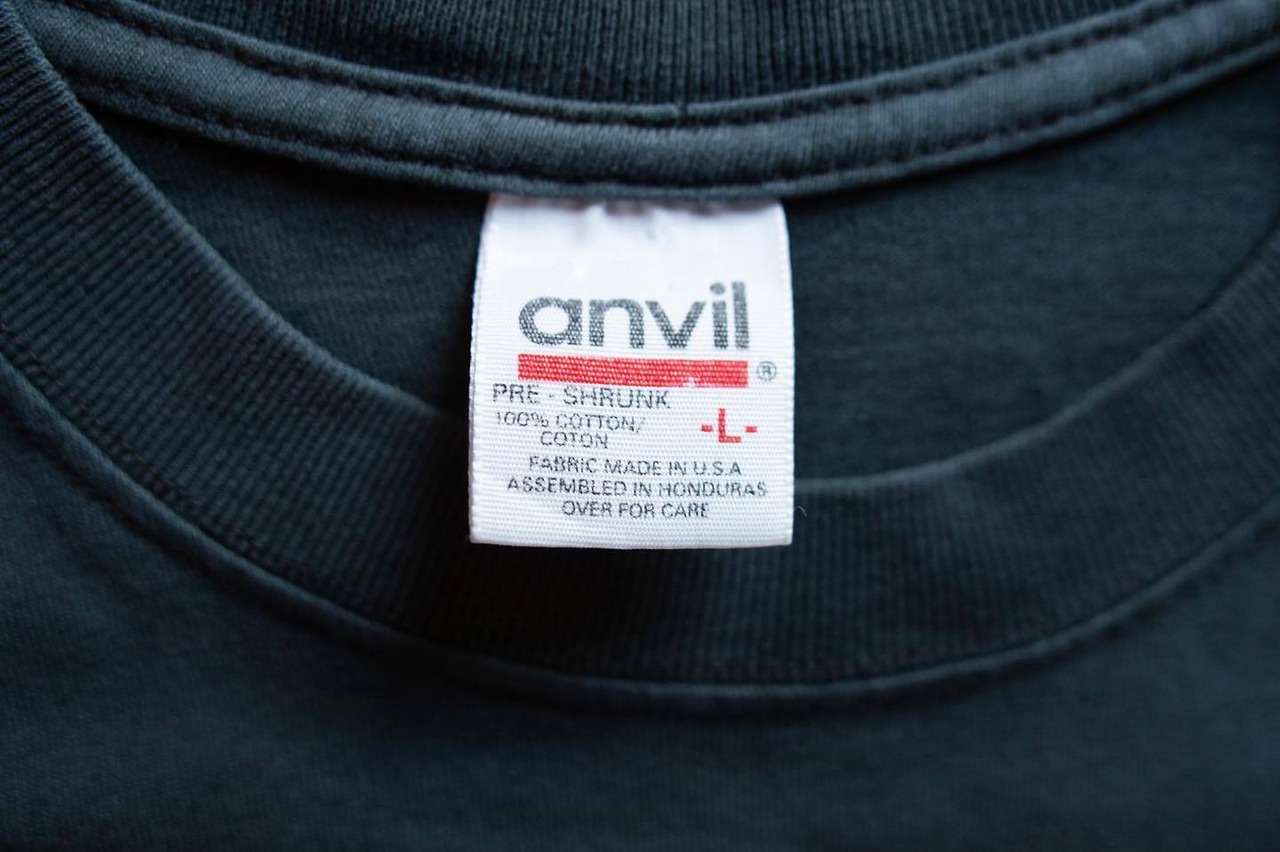 anvil
®
PRE - SHRUNK
100% COTTON/ -L-
COTON
FABRIC MADE IN U.S.A
ASSEMBLED IN HONDURAS
OVER FOR CARE